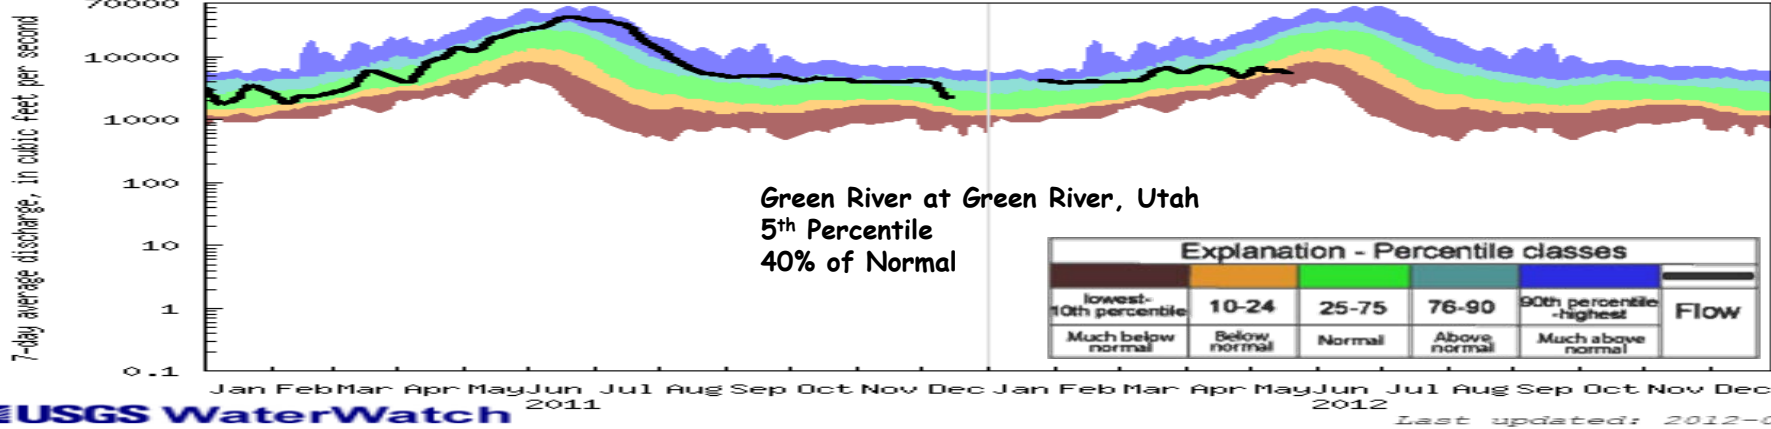 70000
10000
1000
100
10
1
0.1
7-day average discharge, in cubic feet per second
Green River at Green River, Utah
5th Percentile
40% of Normal
Explanation - Percentile classes
lowest-
10th percentile
10-24
25-75
76-90
90th percentile
-highest
Flow
Much below
normal
Below
normal
Normal
Above
normal
Much above
normal
Jan Feb Mar Apr May Jun Jul Aug Sep Oct Nov Dec Jan Feb Mar Apr May Jun Jul Aug Sep Oct Nov Dec
2011 2012
USGS WaterWatch
Last updated: 2012-0